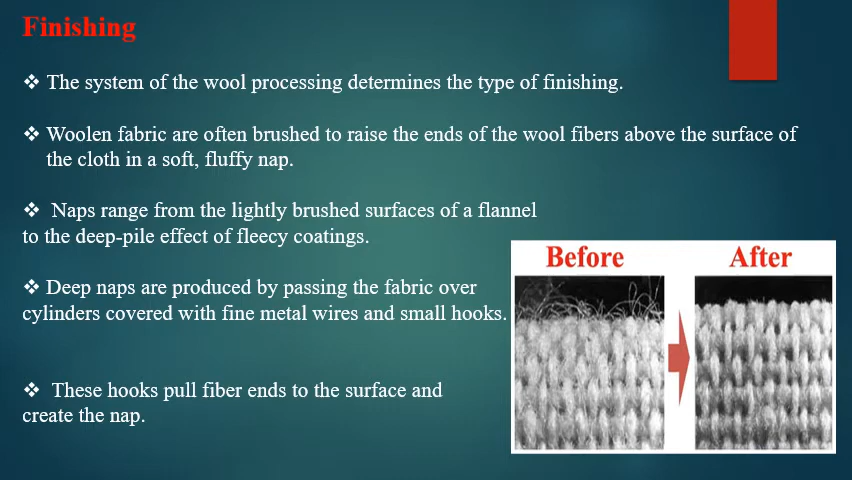 Finishing
❖ The system of the wool processing determines the type of finishing.
❖ Woolen fabric are often brushed to raise the ends of the wool fibers above the surface of
the cloth in a soft, fluffy nap.
❖ Naps range from the lightly brushed surfaces of a flannel
to the deep-pile effect of fleecy coatings.
❖ Deep naps are produced by passing the fabric over
cylinders covered with fine metal wires and small hooks.
❖ These hooks pull fiber ends to the surface and
create the nap.
Before After